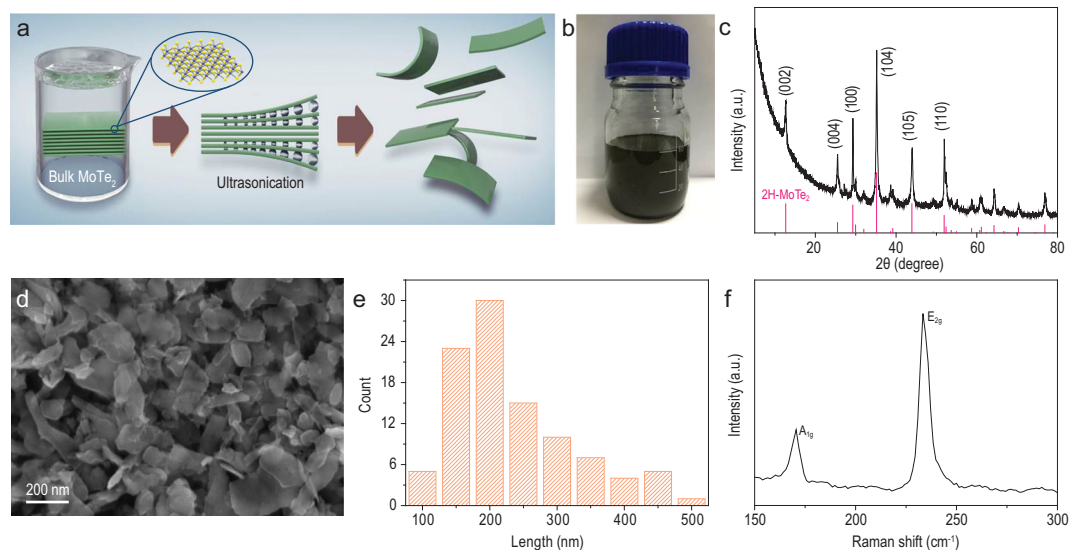 a
Bulk MoTe₂
Ultrasonication
b
c
Intensity (a.u.)
(002)
(004)
(100)
(104)
(105)
(110)
2H-MoTe₂
20
40
60
80
2θ (degree)
d
200 nm
e
Count
30
24
18
12
6
0
100
200
300
400
500
Length (nm)
f
Intensity (a.u.)
A1g
E2g
150
200
250
300
Raman shift (cm⁻¹)